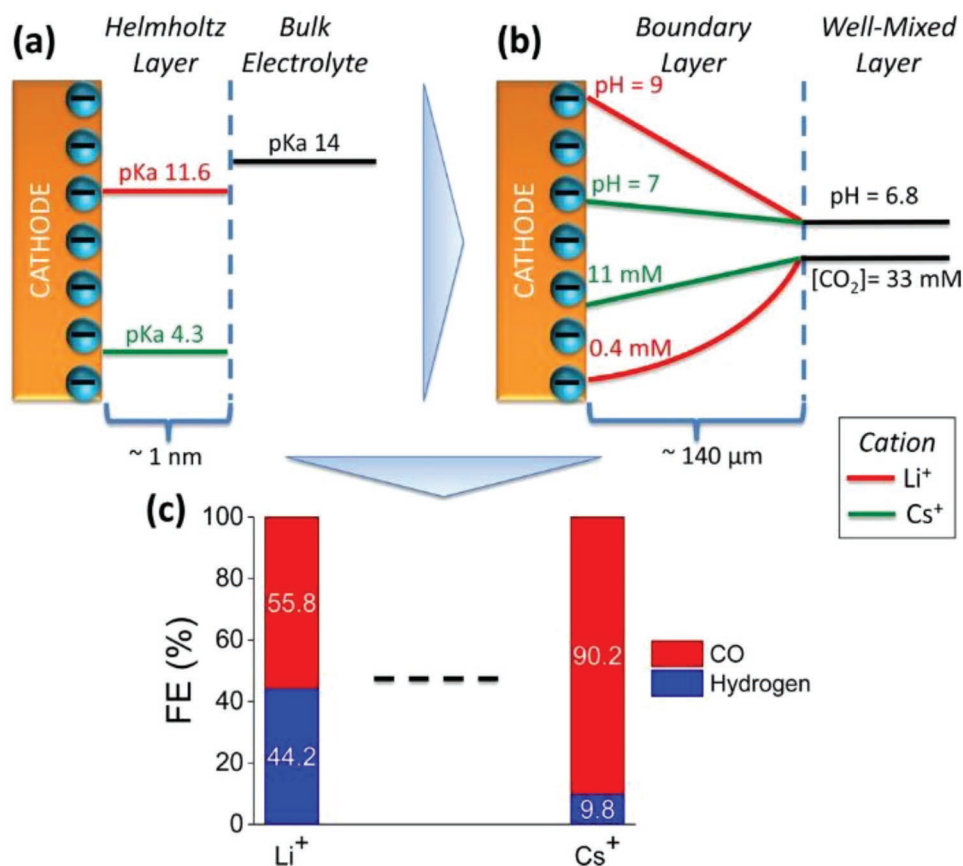 (a)
Helmholtz
Layer
Bulk
Electrolyte
CATHODE
pKa 14
pKa 11.6
pKa 4.3
~ 1 nm
(b)
Boundary
Layer
Well-Mixed
Layer
CATHODE
pH = 9
pH = 7
pH = 6.8
11 mM
[CO₂]= 33 mM
0.4 mM
~ 140 μm
Cation
Li⁺
Cs⁺
(c)
FE (%)
100
80
60
40
20
0
55.8
44.2
90.2
9.8
Li⁺
Cs⁺
CO
Hydrogen